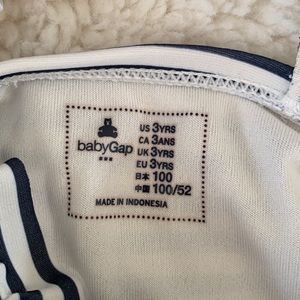 babyGap
US 3YRS
CA 3ANS
UK 3YRS
EU 3YRS
日本 100
中国 100/52
MADE IN INDONESIA